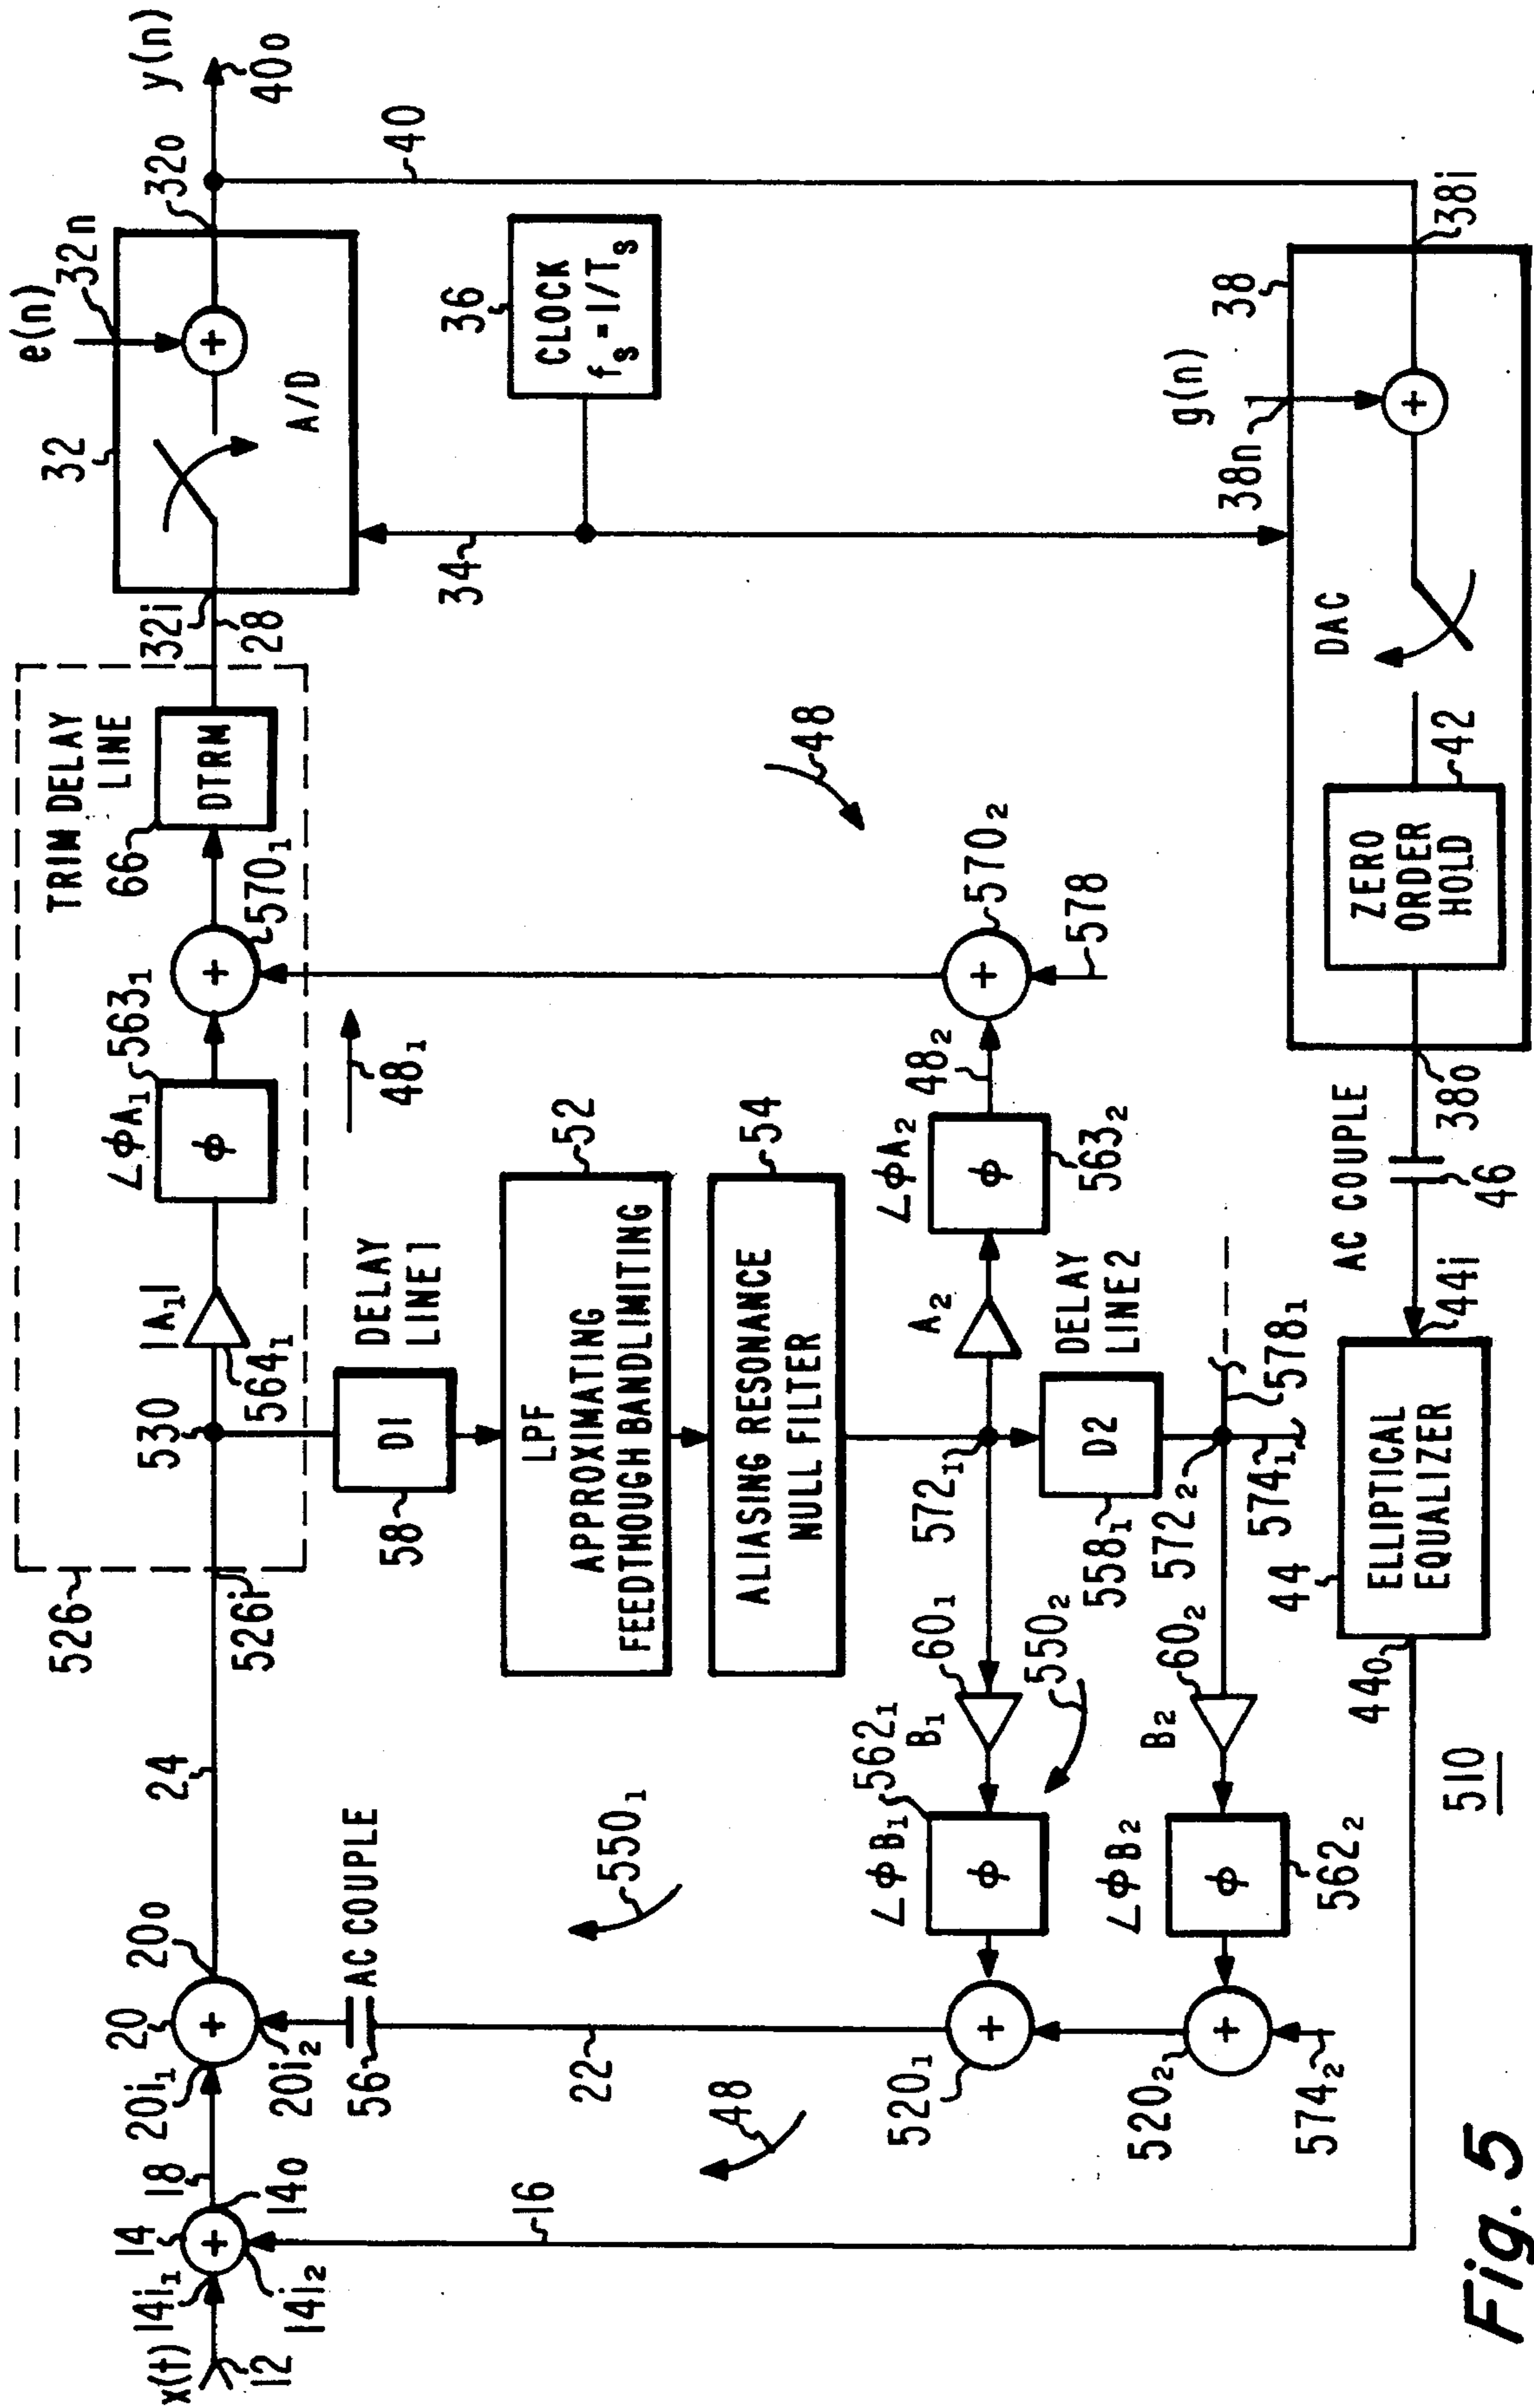 x(t)
12
14i₁
14
14i₂
14o
18
16
20i₁
20
20o
20i₂
24
526
526i
530
|A₁|
564₁
∠ΦA₁
563₁
Φ
570₁
66
TRIM DELAY
LINE
DTRM
32i
28
32
A/D
e(n)
32n
32o
y(n)
40o
40
34
36
CLOCK
fₛ = 1/Tₛ
56
AC COUPLE
550₁
22
48
58
D1
DELAY
LINE 1
48₁
LPF
APPROXIMATING
FEEDTHOUGH BANDLIMITING
52
ALIASING RESONANCE
NULL FILTER
54
572₁
A₂
∠ΦA₂
Φ
563₂
48₂
570₂
578
48
520₁
∠ΦB₁
Φ
562₁
B₁
60₁
550₂
558₁
D2
DELAY
LINE 2
572₂
574₁
578₁
520₂
574₂
∠ΦB₂
Φ
562₂
B₂
60₂
44o
44
ELLIPTICAL
EQUALIZER
44i
AC COUPLE
46
38o
ZERO
ORDER
HOLD
42
DAC
38n
g(n)
38
38i
510
Fig. 5